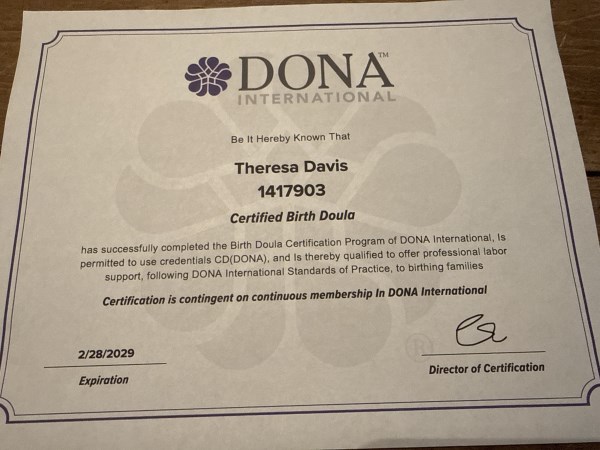 DONA™
INTERNATIONAL
Be It Hereby Known That
Theresa Davis
1417903
Certified Birth Doula
has successfully completed the Birth Doula Certification Program of DONA International, Is
permitted to use credentials CD(DONA), and Is thereby qualified to offer professional labor
support, following DONA International Standards of Practice, to birthing families
Certification is contingent on continuous membership In DONA International
®
2/28/2029
Expiration
Director of Certification